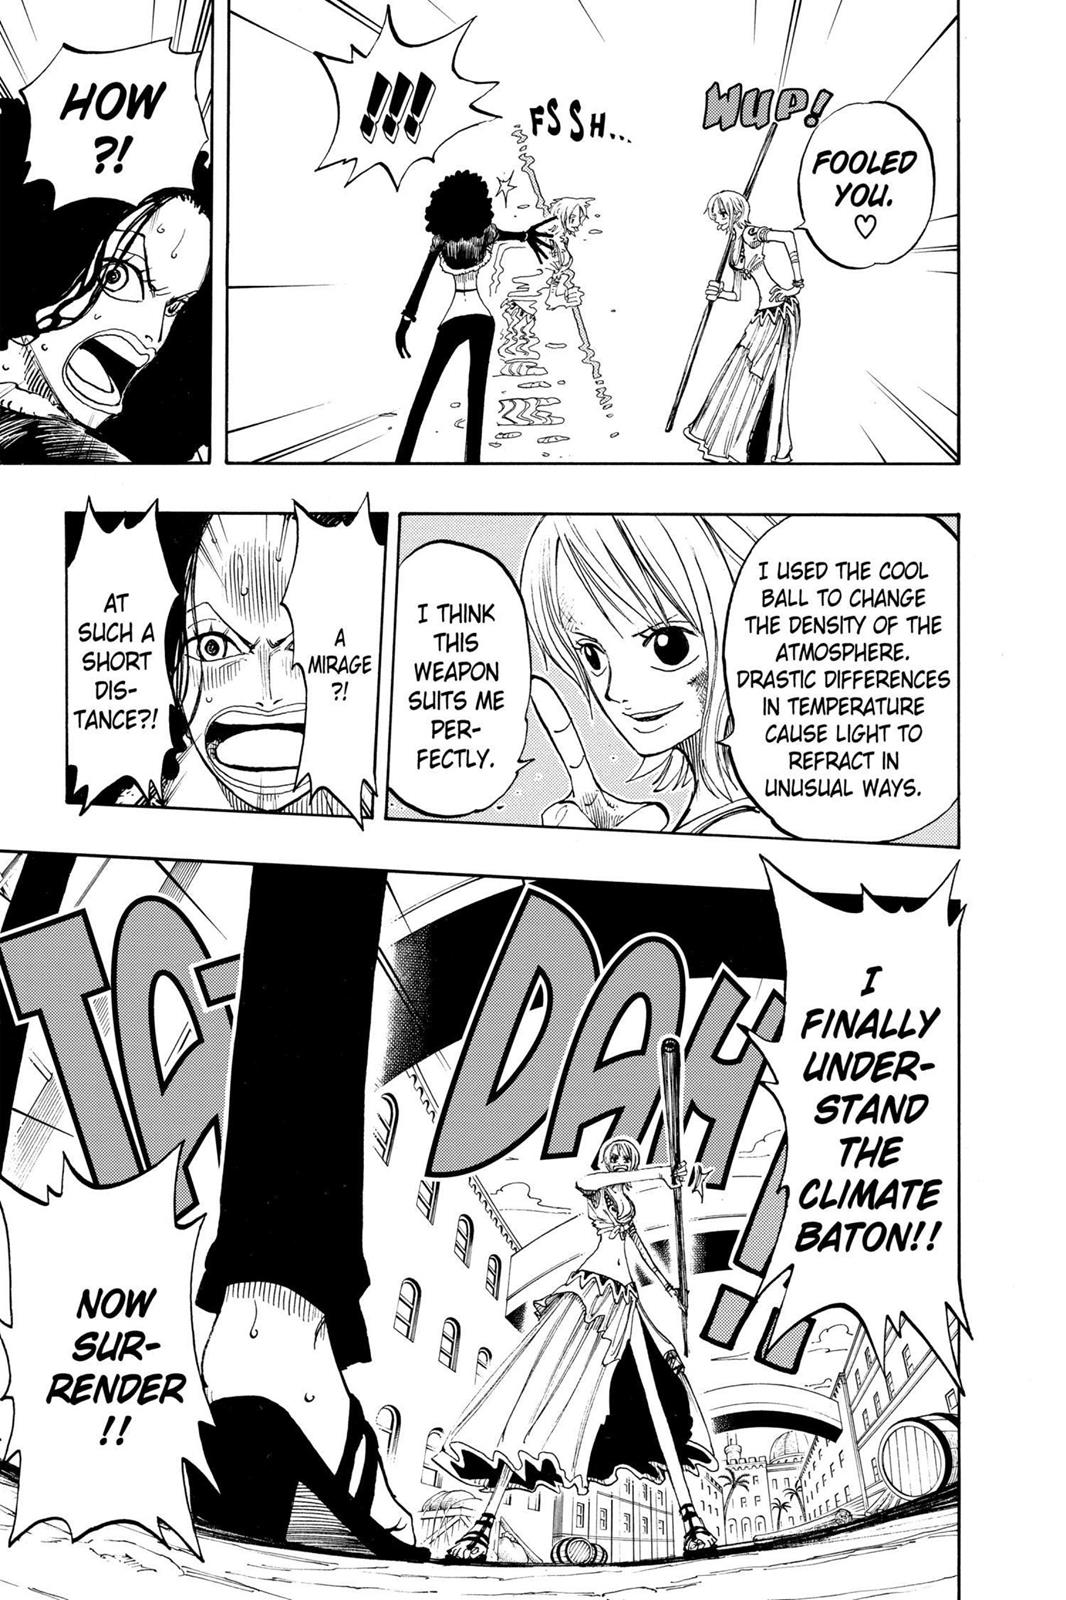 WUP!
FOOLED
YOU.
♡
FSSH...
!!!
HOW
?!
I USED THE COOL
BALL TO CHANGE
THE DENSITY OF THE
ATMOSPHERE.
DRASTIC DIFFERENCES
IN TEMPERATURE
CAUSE LIGHT TO
REFRACT IN
UNUSUAL WAYS.
I THINK
THIS
WEAPON
SUITS ME
PER-
FECTLY.
A
MIRAGE
?!
AT
SUCH A
SHORT
DIS-
TANCE?!
I
FINALLY
UNDER-
STAND
THE
CLIMATE
BATON!!
TAT DAH!!
NOW
SUR-
RENDER
!!